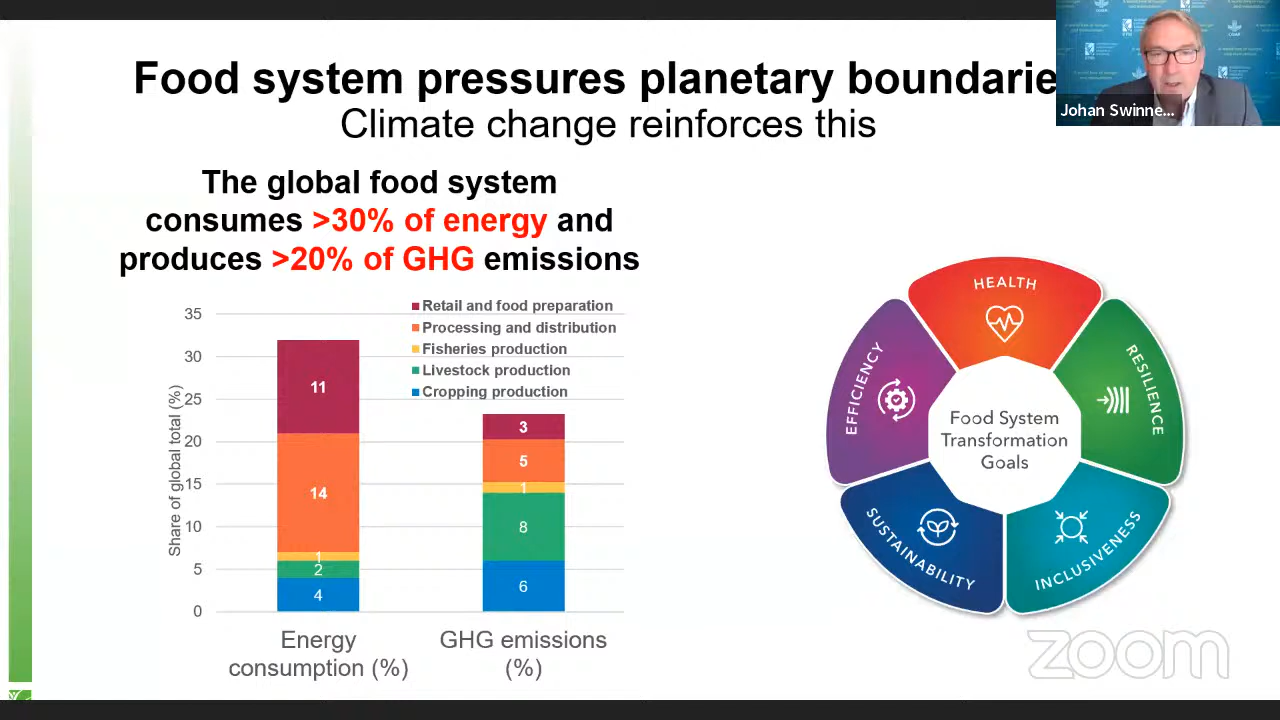 Food system pressures planetary boundarie
Climate change reinforces this
Johan Swinne...
The global food system
consumes >30% of energy and
produces >20% of GHG emissions
Retail and food preparation
Processing and distribution
Fisheries production
Livestock production
Cropping production
Share of global total (%)
35
30
25
20
15
10
5
0
11
14
1
2
4
3
5
1
8
6
Energy
consumption (%)
GHG emissions
(%)
HEALTH
RESILIENCE
INCLUSIVENESS
SUSTAINABILITY
EFFICIENCY
Food System
Transformation
Goals
zoom